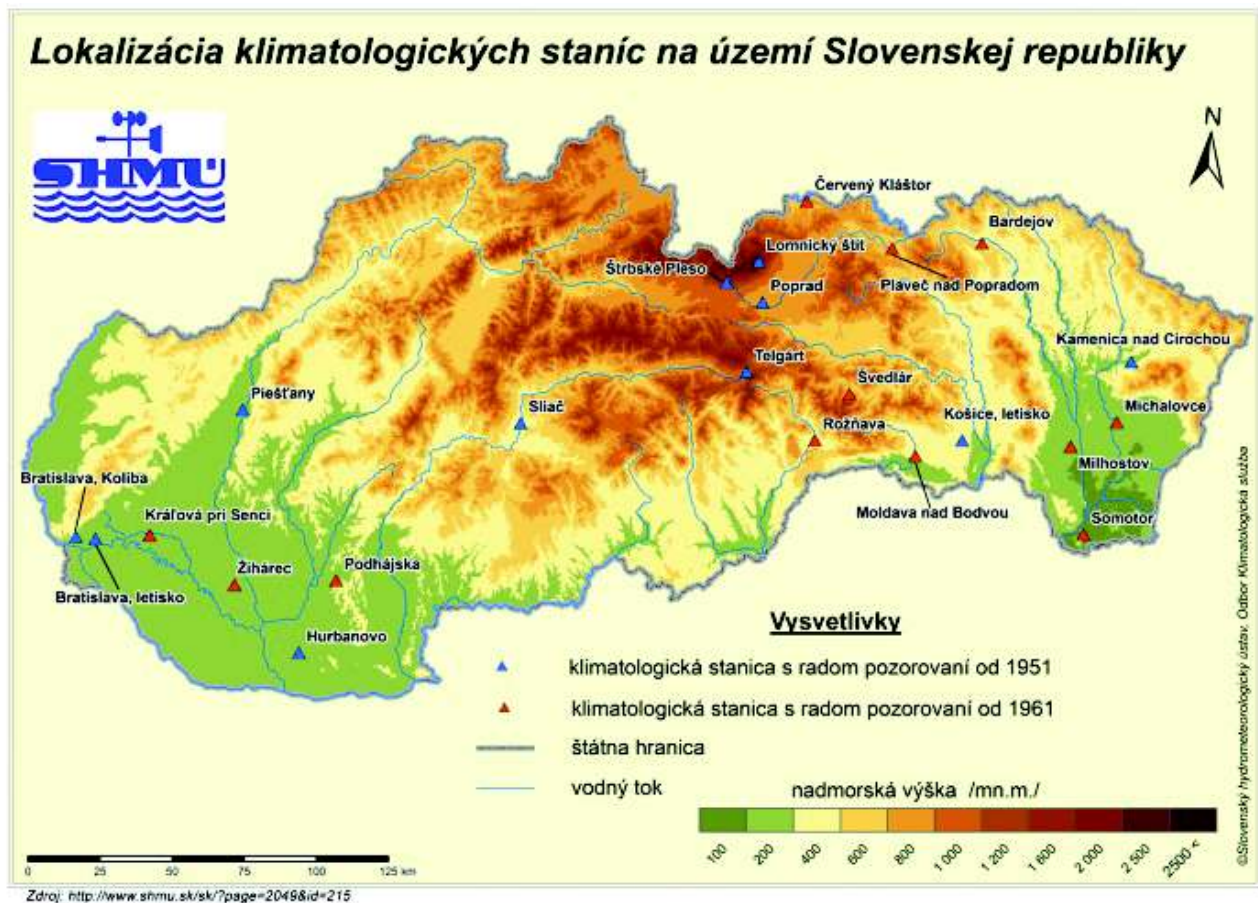 Lokalizácia klimatologických staníc na území Slovenskej republiky
SHMÚ
N
Červený Kláštor
Bardejov
Lomnický štít
Štrbské Pleso
Plaveč nad Popradom
Poprad
Kamenica nad Cirochou
Telgárt
Švedlár
Piešťany
Sliač
Michalovce
Rožňava
Košice, letisko
Milhostov
Bratislava, Koliba
Moldava nad Bodvou
Kráľová pri Senci
Somotor
Žihárec
Podhájska
Bratislava, letisko
Hurbanovo
Vysvetlivky
klimatologická stanica s radom pozorovaní od 1951
klimatologická stanica s radom pozorovaní od 1961
štátna hranica
vodný tok
nadmorská výška /mn.m./
100 200 400 600 800 1 000 1 200 1 600 2 000 2 500 2500 <
0 25 50 75 100 125 km
©Slovenský hydrometeorologický ústav, Odbor Klimatologická služba
Zdroj: http://www.shmu.sk/sk/?page=2049&id=215